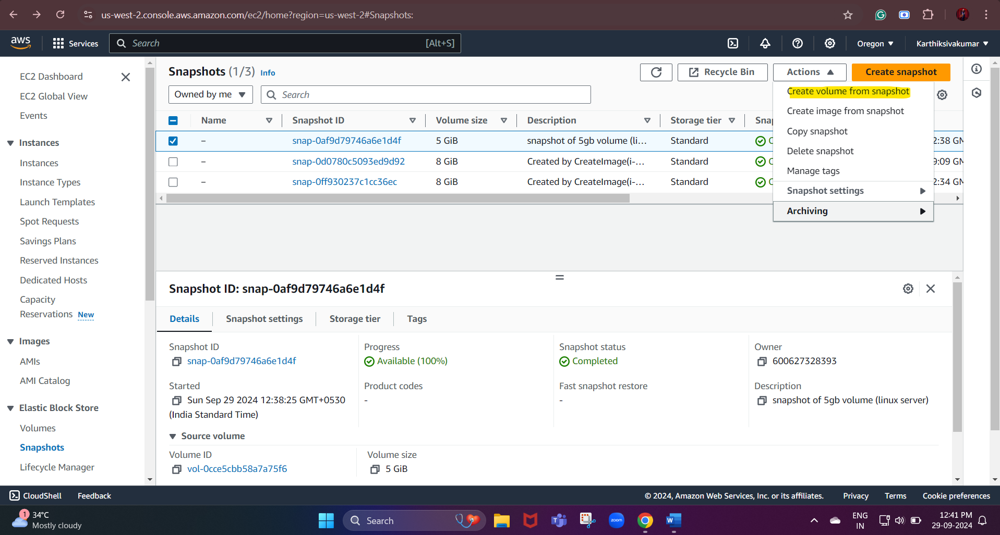 us-west-2.console.aws.amazon.com/ec2/home?region=us-west-2#Snapshots:
aws
Services
Search
[Alt+S]
Oregon
Karthiksivakumar
EC2 Dashboard
EC2 Global View
Events
Instances
Instances
Instance Types
Launch Templates
Spot Requests
Savings Plans
Reserved Instances
Dedicated Hosts
Capacity
Reservations New
Images
AMIs
AMI Catalog
Elastic Block Store
Volumes
Snapshots
Lifecycle Manager
Snapshots (1/3) Info
Recycle Bin
Actions
Create snapshot
Owned by me
Search
Create volume from snapshot
Create image from snapshot
Copy snapshot
Delete snapshot
Manage tags
Snapshot settings
Archiving
Name Snapshot ID Volume size Description Storage tier Snap
– snap-0af9d79746a6e1d4f 5 GiB snapshot of 5gb volume (li... Standard 2:38 GM
– snap-0d0780c5093ed9d92 8 GiB Created by CreateImage(i-... Standard 9:09 GM
– snap-0ff930237c1cc36ec 8 GiB Created by CreateImage(i-... Standard 2:34 GM
Snapshot ID: snap-0af9d79746a6e1d4f
Details Snapshot settings Storage tier Tags
Snapshot ID
snap-0af9d79746a6e1d4f
Progress
Available (100%)
Snapshot status
Completed
Owner
600627328393
Started
Sun Sep 29 2024 12:38:25 GMT+0530
(India Standard Time)
Product codes
-
Fast snapshot restore
-
Description
snapshot of 5gb volume (linux server)
Source volume
Volume ID
vol-0cce5cbb58a7a75f6
Volume size
5 GiB
CloudShell Feedback
© 2024, Amazon Web Services, Inc. or its affiliates. Privacy Terms Cookie preferences
1
34°C
Mostly cloudy
Search
zoom
ENG
IN
12:41 PM
29-09-2024